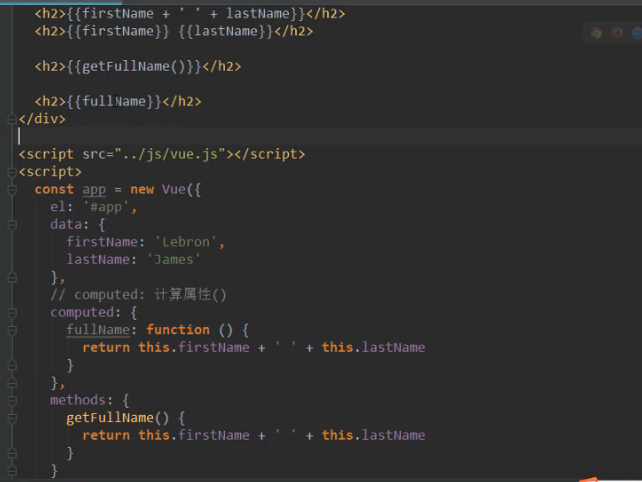 <h2>{{firstName + ' ' + lastName}}</h2>
<h2>{{firstName}} {{lastName}}</h2>
<h2>{{getFullName()}}</h2>
<h2>{{fullName}}</h2>
</div>
<script src="../js/vue.js"></script>
<script>
const app = new Vue({
el: '#app',
data: {
firstName: 'Lebron',
lastName: 'James'
},
// computed: 计算属性()
computed: {
fullName: function () {
return this.firstName + ' ' + this.lastName
}
},
methods: {
getFullName() {
return this.firstName + ' ' + this.lastName
}
}